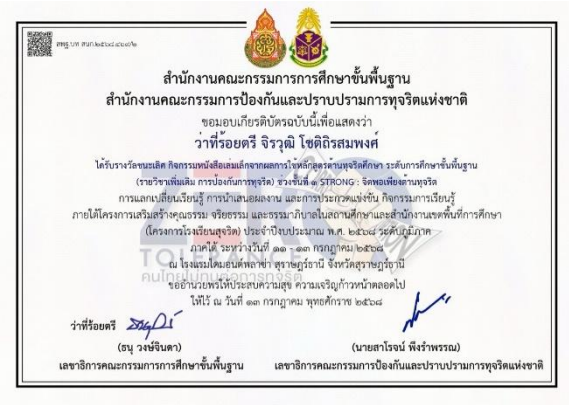 สำนักงานคณะกรรมการการศึกษาขั้นพื้นฐาน
สำนักงานคณะกรรมการป้องกันและปราบปรามการทุจริตแห่งชาติ
ขอมอบเกียรติบัตรฉบับนี้เพื่อแสดงว่า
ว่าที่ร้อยตรี จิรวุฒิ โชติถิรสมพงศ์
ได้รับรางวัลชนะเลิศ กิจกรรมหนังสือเล่มเล็กจากผลการใช้หลักสูตรต้านทุจริตศึกษา ระดับการศึกษาขั้นพื้นฐาน
(รายวิชาเพิ่มเติม การป้องกันการทุจริต) ช่วงชั้นที่ ๑ STRONG : จิตพอเพียงต้านทุจริต
การแลกเปลี่ยนเรียนรู้ การนำเสนอผลงาน และการประกวดแข่งขัน กิจกรรมการเรียนรู้
ภายใต้โครงการเสริมสร้างคุณธรรม จริยธรรม และธรรมาภิบาลในสถานศึกษาและสำนักงานเขตพื้นที่การศึกษา
(โครงการโรงเรียนสุจริต) ประจำปีงบประมาณ พ.ศ. ๒๕๖๘ ระดับภูมิภาค
ภาคใต้ ระหว่างวันที่ ๑๑ - ๑๓ กรกฎาคม ๒๕๖๘
ณ โรงแรมไดมอนด์พลาซ่า สุราษฎร์ธานี จังหวัดสุราษฎร์ธานี
ZERO
TOLERANCE
คนไทยไม่ทนต่อการทุจริต
ขออำนวยพรให้ประสบความสุข ความเจริญก้าวหน้าตลอดไป
ให้ไว้ ณ วันที่ ๑๓ กรกฎาคม พุทธศักราช ๒๕๖๘
ว่าที่ร้อยตรี
(ธนุ วงษ์จินดา)
เลขาธิการคณะกรรมการการศึกษาขั้นพื้นฐาน
(นายสาโรจน์ พึงรำพรรณ)
เลขาธิการคณะกรรมการป้องกันและปราบปรามการทุจริตแห่งชาติ